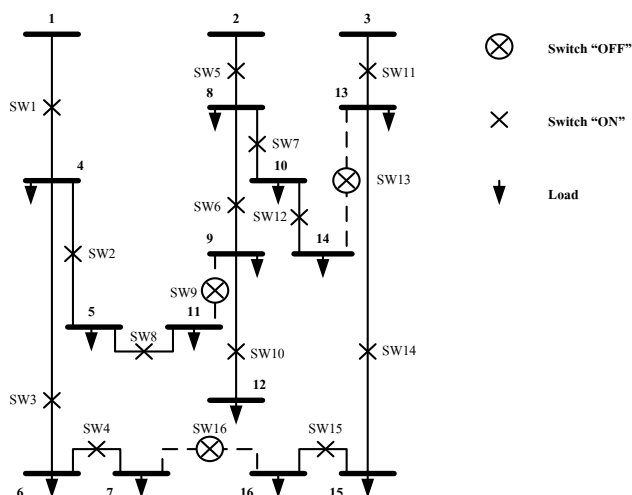 1 2 3
SW1 SW5 SW11 Switch “OFF”
8 13
SW7 Switch “ON”
4 10
SW6 SW12 SW13 Load
SW2 9 14
SW9
5 11
SW8 SW10 SW14
12
SW3 SW4 SW16 SW15
6 7 16 15